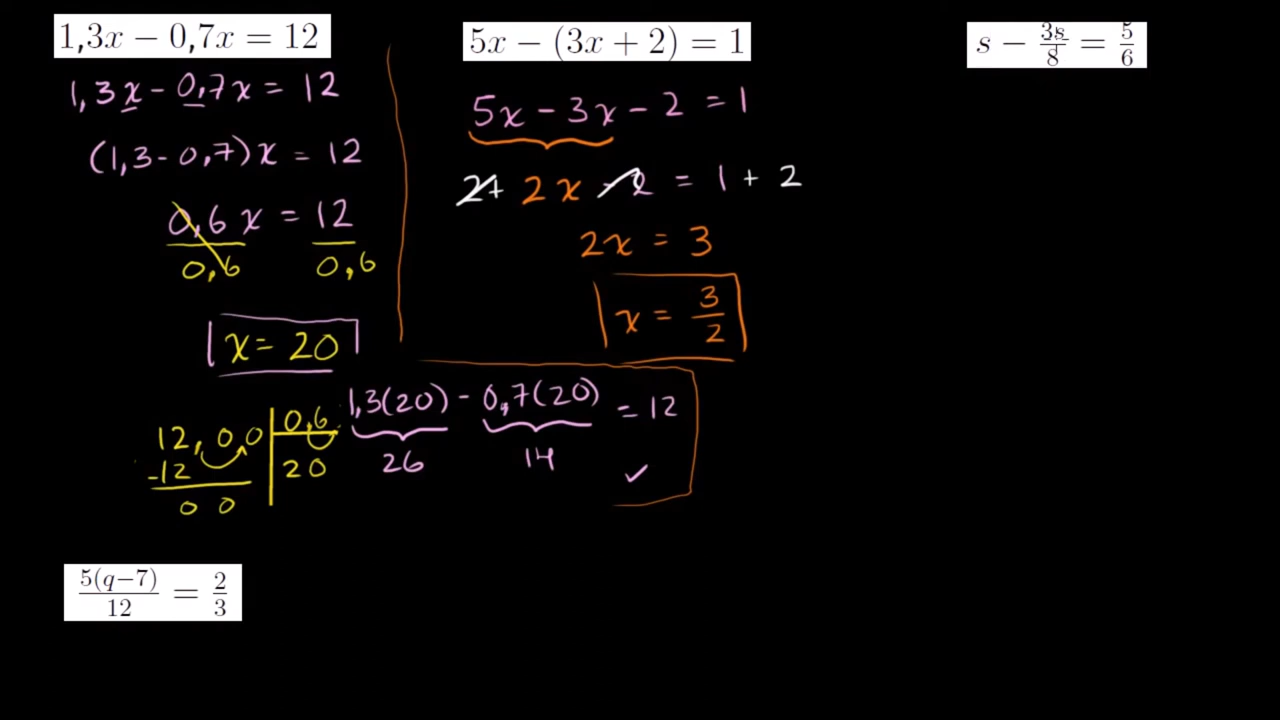 1,3x − 0,7x = 12
1,3x - 0,7x = 12
(1,3 - 0,7)x = 12
0,6x = 12
0,6 0,6
x = 20
12,00 0,6
-12 20
0 0
5x − (3x + 2) = 1
5x - 3x - 2 = 1
2+ 2x - 2 = 1 + 2
2x = 3
x = 3/2
1,3(20) - 0,7(20) = 12
26 14 ✓
s − 3s/8 = 5/6
5(q−7)/12 = 2/3